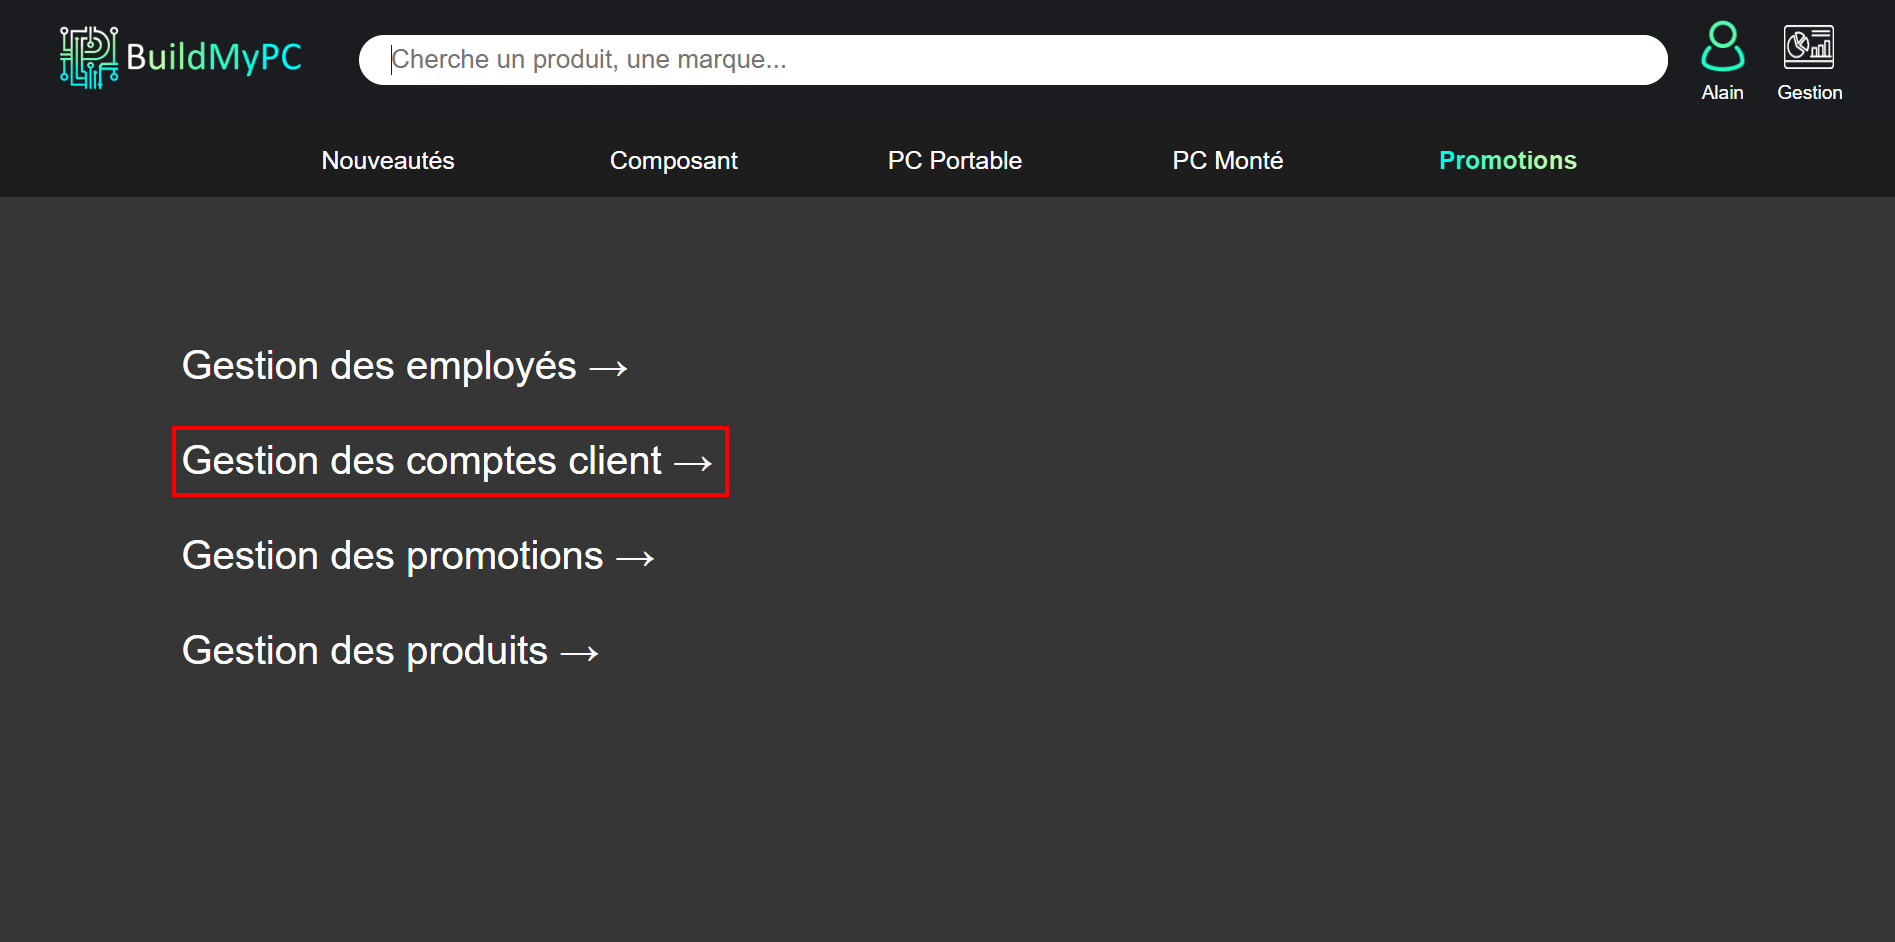 BuildMyPC
Cherche un produit, une marque...
Alain
Gestion
Nouveautés
Composant
PC Portable
PC Monté
Promotions
Gestion des employés →
Gestion des comptes client →
Gestion des promotions →
Gestion des produits →